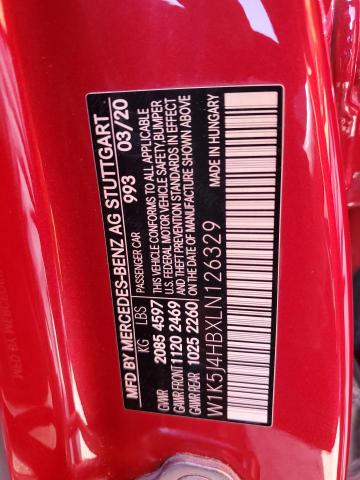 MFD BY MERCEDES-BENZ AG STUTTGART
993 03/20
KG LBS PASSENGER CAR
GVWR 2085 4597 THIS VEHICLE CONFORMS TO ALL APPLICABLE
GAWR FRONT 1120 2469 U.S. FEDERAL MOTOR VEHICLE SAFETY,BUMPER
GAWR REAR 1025 2260 AND THEFT PREVENTION STANDARDS IN EFFECT
ON THE DATE OF MANUFACTURE SHOWN ABOVE
W1K5J4HBXLN126329 MADE IN HUNGARY